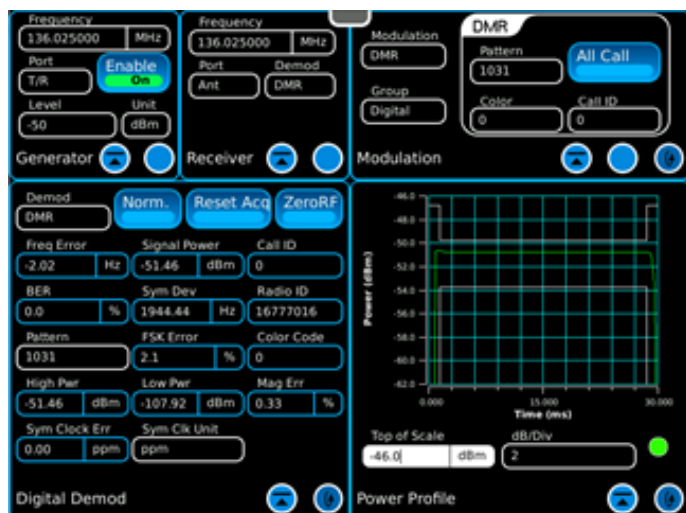 Frequency
136.025000 MHz
Port
T/R
Enable
On
Level Unit
-50 dBm
Generator
Frequency
136.025000 MHz
Port Demod
Ant DMR
Receiver
Modulation
DMR
Group
Digital
DMR
Pattern
1031
All Call
Color Call ID
0 0
Modulation
Demod
DMR
Norm. Reset Acq ZeroRF
Freq Error Signal Power Call ID
-2.02 Hz -51.46 dBm 0
BER Sym Dev Radio ID
0.0 % 1944.44 Hz 16777016
Pattern FSK Error Color Code
1031 2.1 % 0
High Pwr Low Pwr Mag Err
-51.46 dBm -107.92 dBm 0.33 %
Sym Clock Err Sym Clk Unit
0.00 ppm ppm
Digital Demod
Power (dBm)
-46.0
-48.0
-50.0
-52.0
-54.0
-56.0
-58.0
-60.0
-62.0
0.000 15.000 30.000
Time (ms)
Top of Scale dB/Div
-46.0 dBm 2
Power Profile